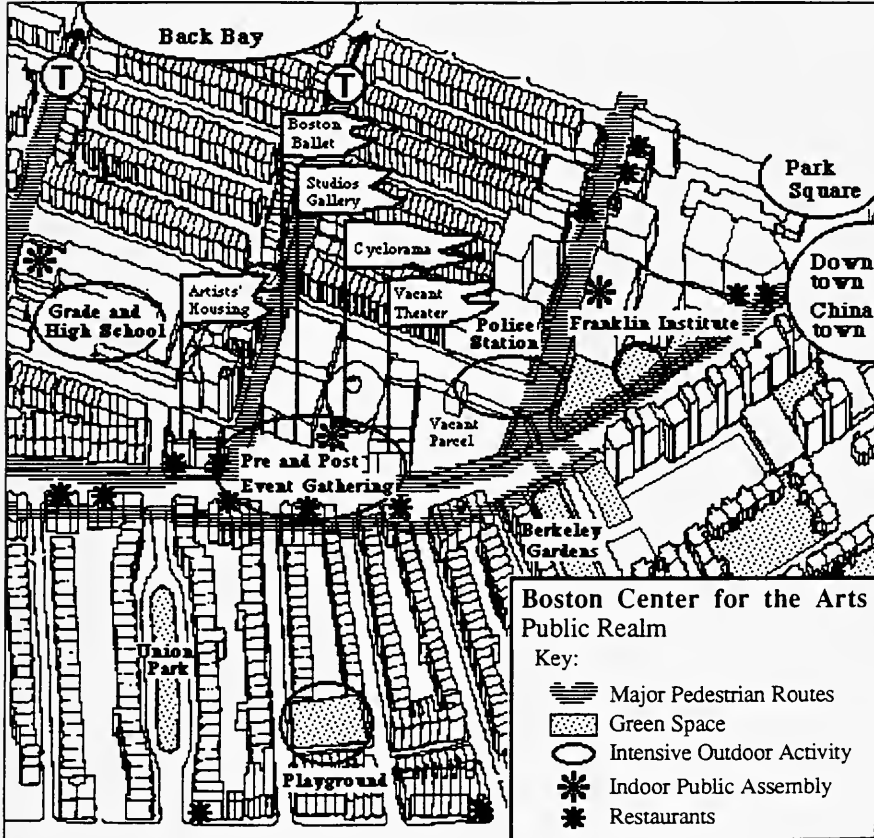 Back Bay
T
T
Boston
Ballet
Studios
Gallery
Park
Square
Cyclorama
Down
town
China
town
Artists'
Housing
Vacant
Theater
Grade and
High School
Police
Station
Franklin Institute
Vacant
Parcel
Pre and Post
Event Gathering
Berkeley
Gardens
Union
Park
Playground
Boston Center for the Arts
Public Realm
Key:
Major Pedestrian Routes
Green Space
Intensive Outdoor Activity
Indoor Public Assembly
Restaurants